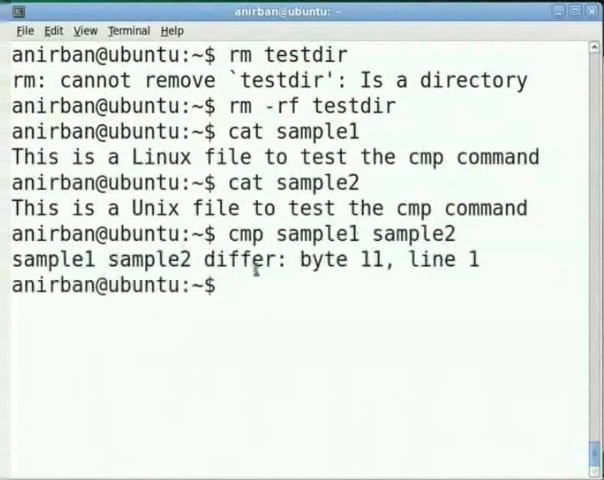 anirban@ubuntu: ~
File Edit View Terminal Help
anirban@ubuntu:~$ rm testdir
rm: cannot remove `testdir': Is a directory
anirban@ubuntu:~$ rm -rf testdir
anirban@ubuntu:~$ cat sample1
This is a Linux file to test the cmp command
anirban@ubuntu:~$ cat sample2
This is a Unix file to test the cmp command
anirban@ubuntu:~$ cmp sample1 sample2
sample1 sample2 differ: byte 11, line 1
anirban@ubuntu:~$